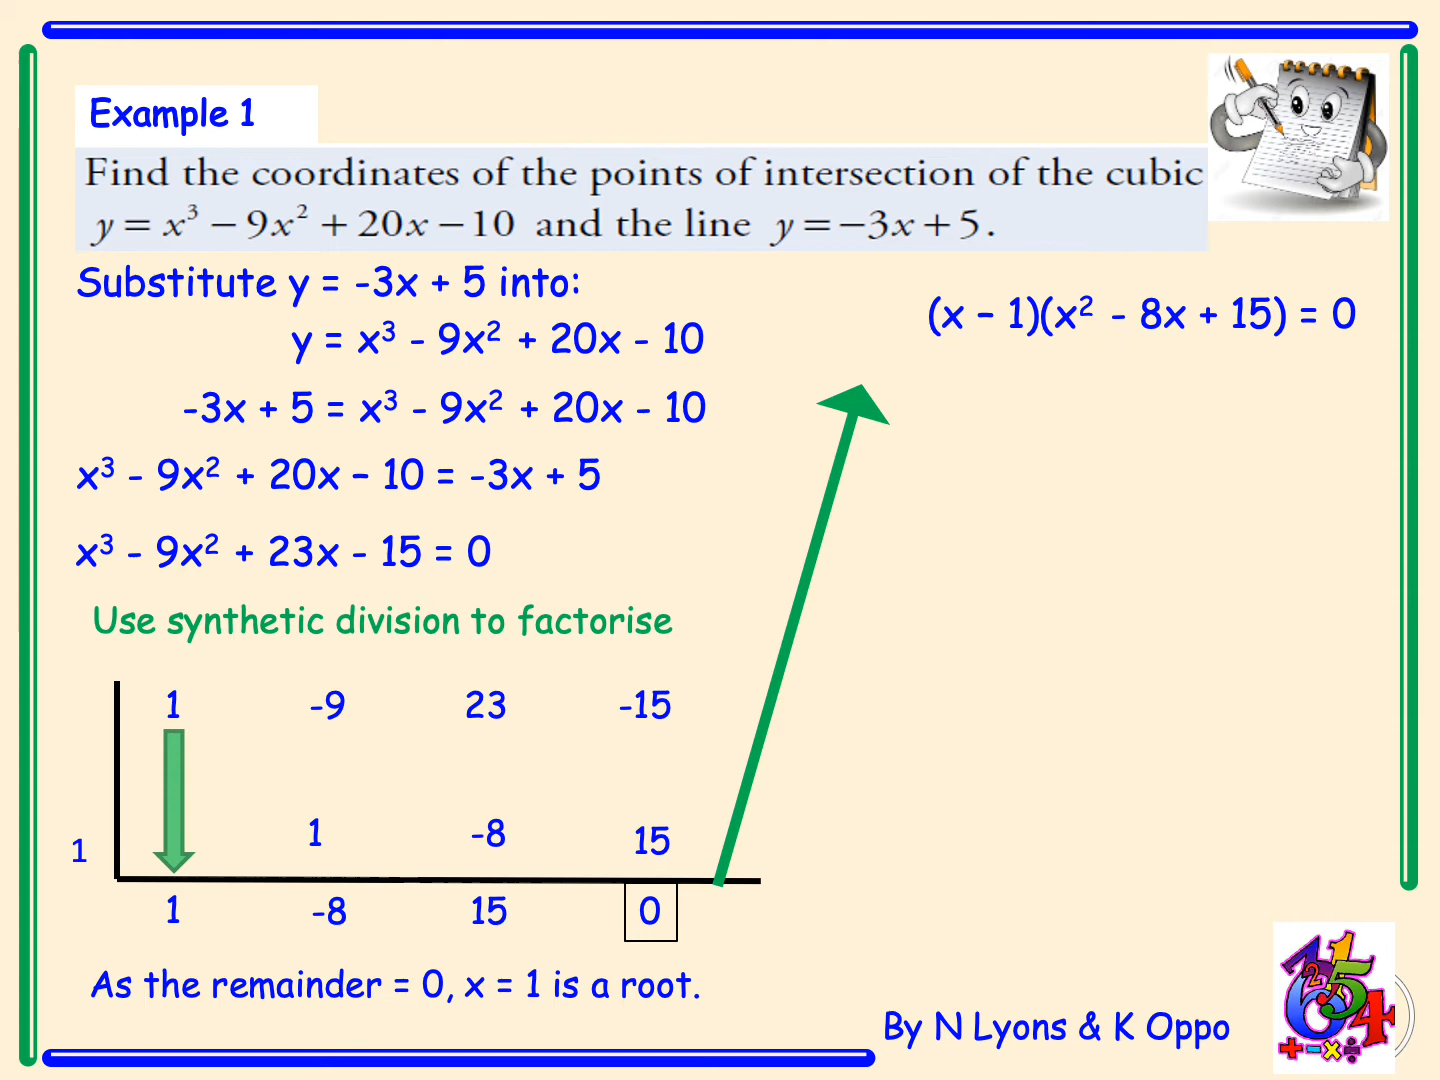 Example 1
Find the coordinates of the points of intersection of the cubic
y = x³ − 9x² + 20x − 10 and the line y = −3x + 5.
Substitute y = -3x + 5 into:
y = x³ - 9x² + 20x - 10
-3x + 5 = x³ - 9x² + 20x - 10
x³ - 9x² + 20x – 10 = -3x + 5
x³ - 9x² + 23x - 15 = 0
Use synthetic division to factorise
1 -9 23 -15
1 1 -8 15
1 -8 15 0
As the remainder = 0, x = 1 is a root.
(x – 1)(x² - 8x + 15) = 0
By N Lyons & K Oppo